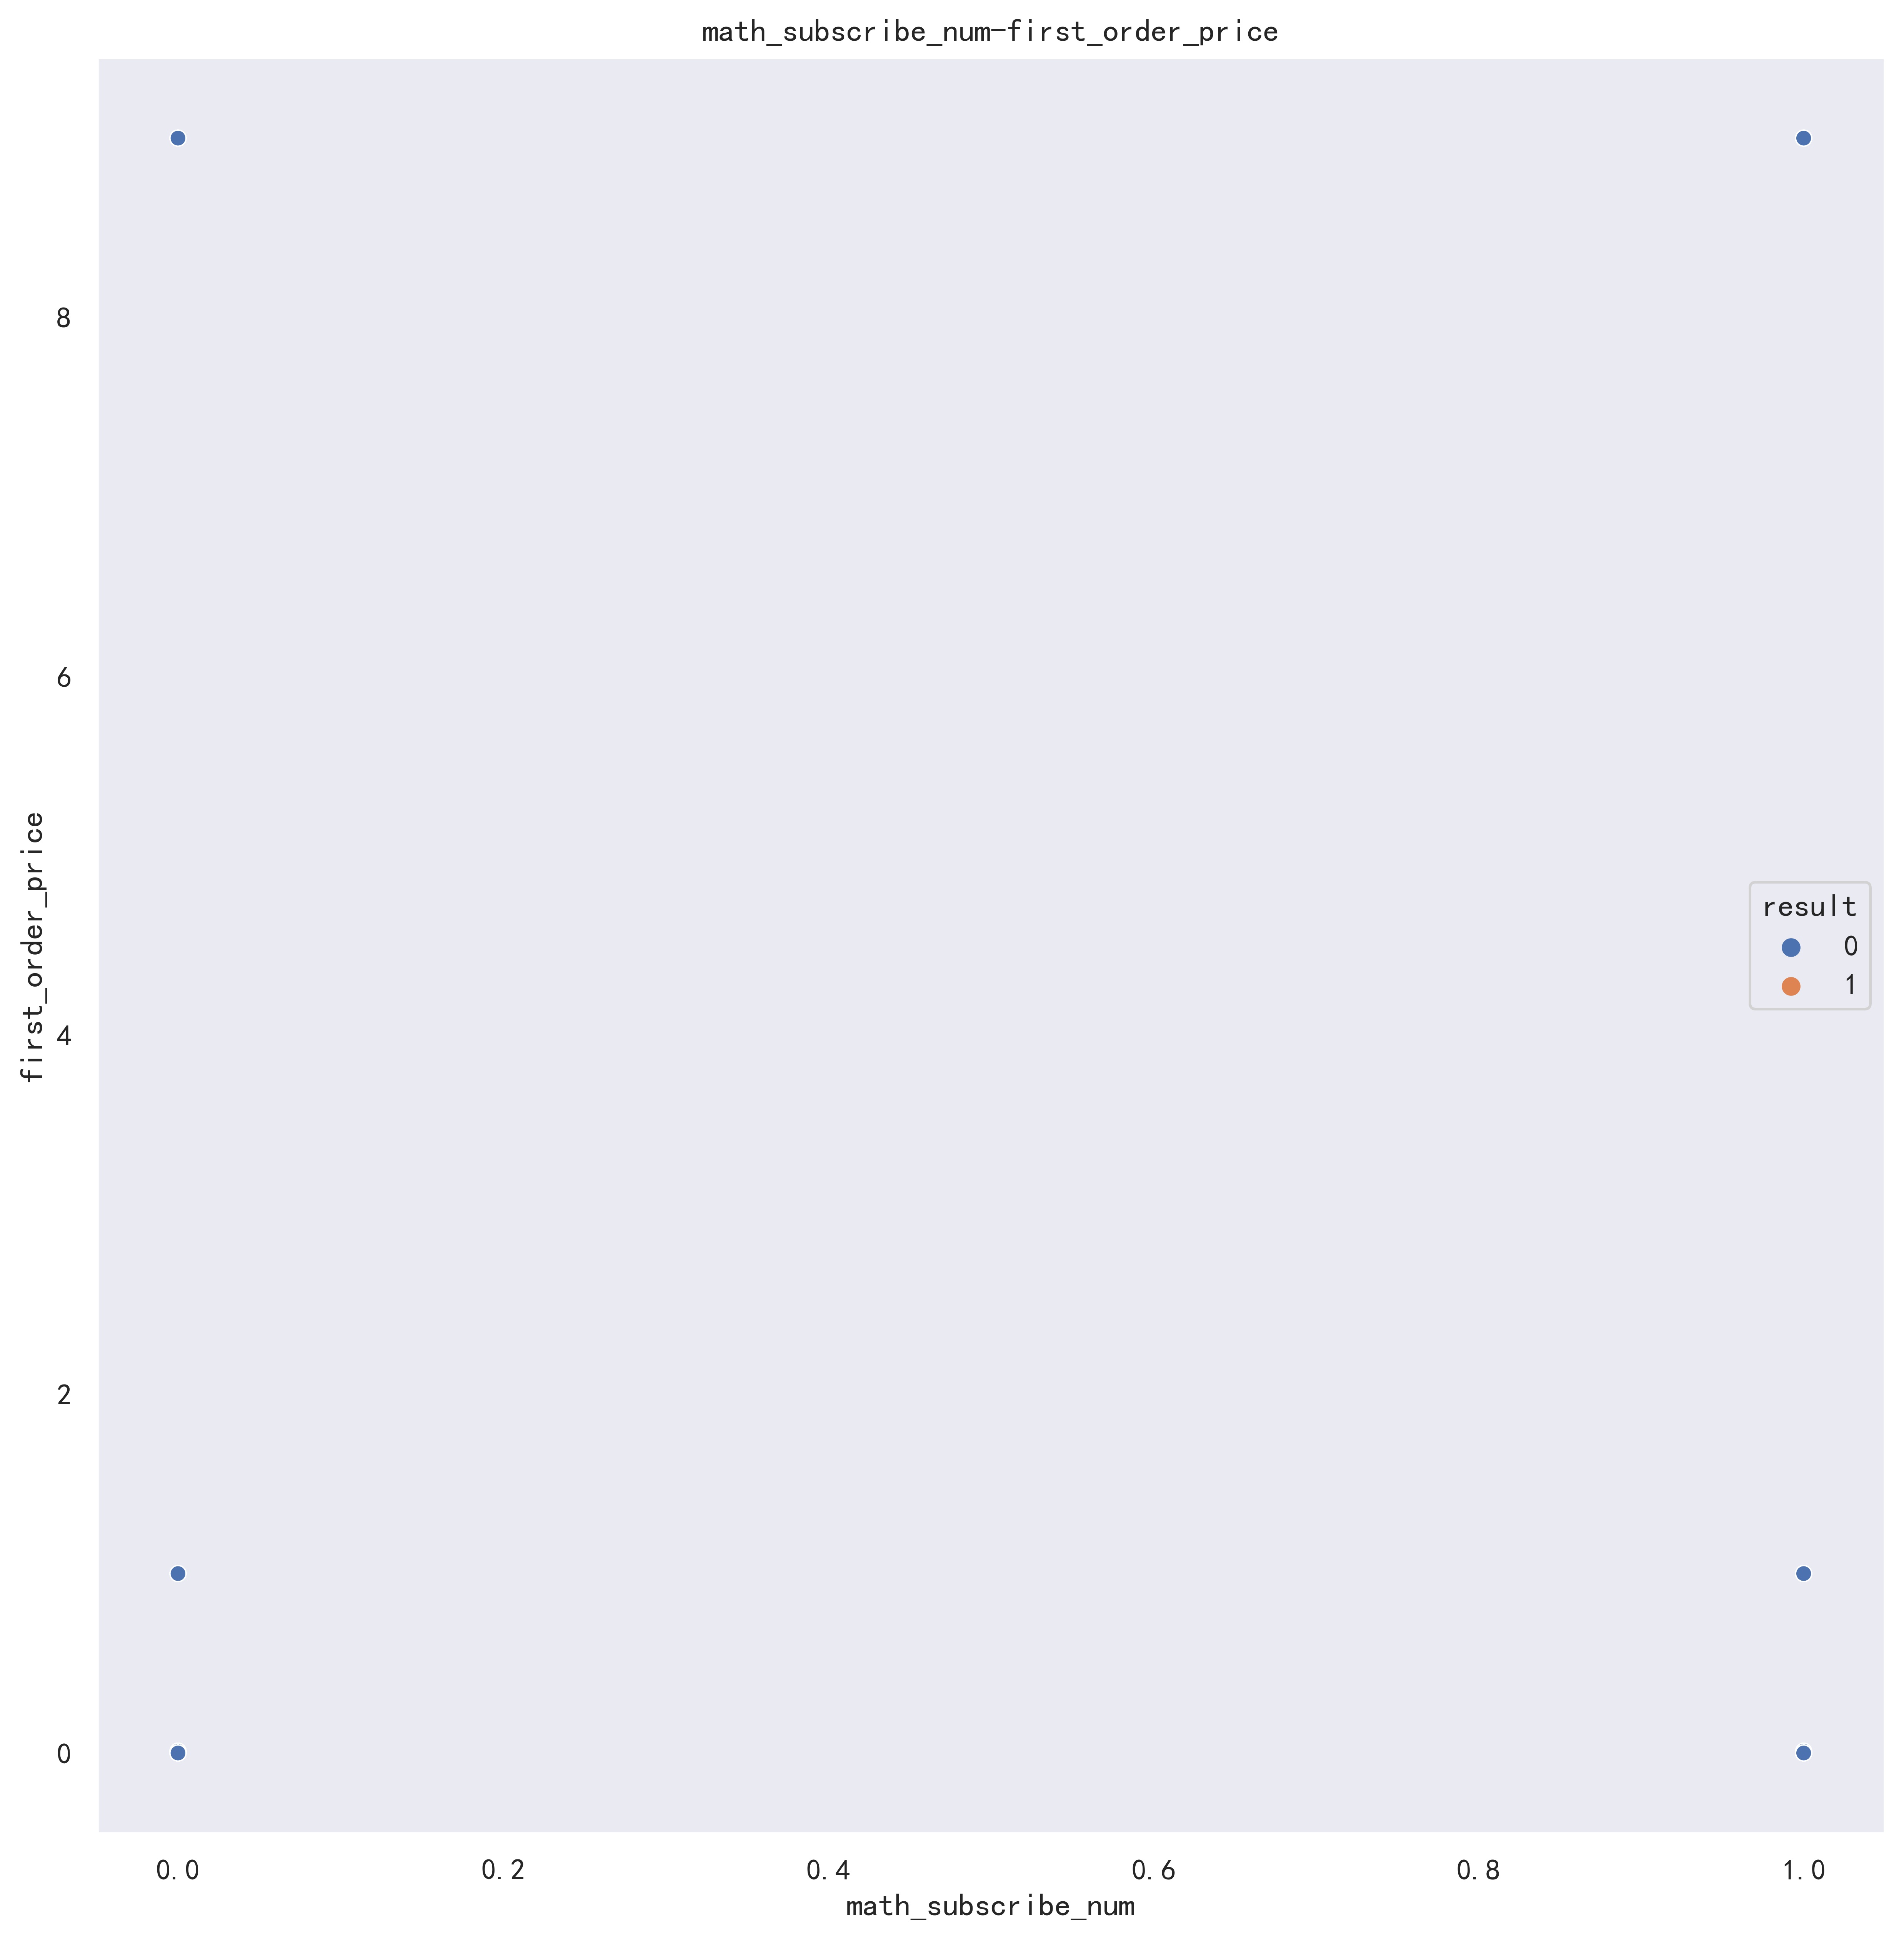 math_subscribe_num-first_order_price
first_order_price
8
6
4
2
0
result
0
1
0.0 0.2 0.4 0.6 0.8 1.0
math_subscribe_num